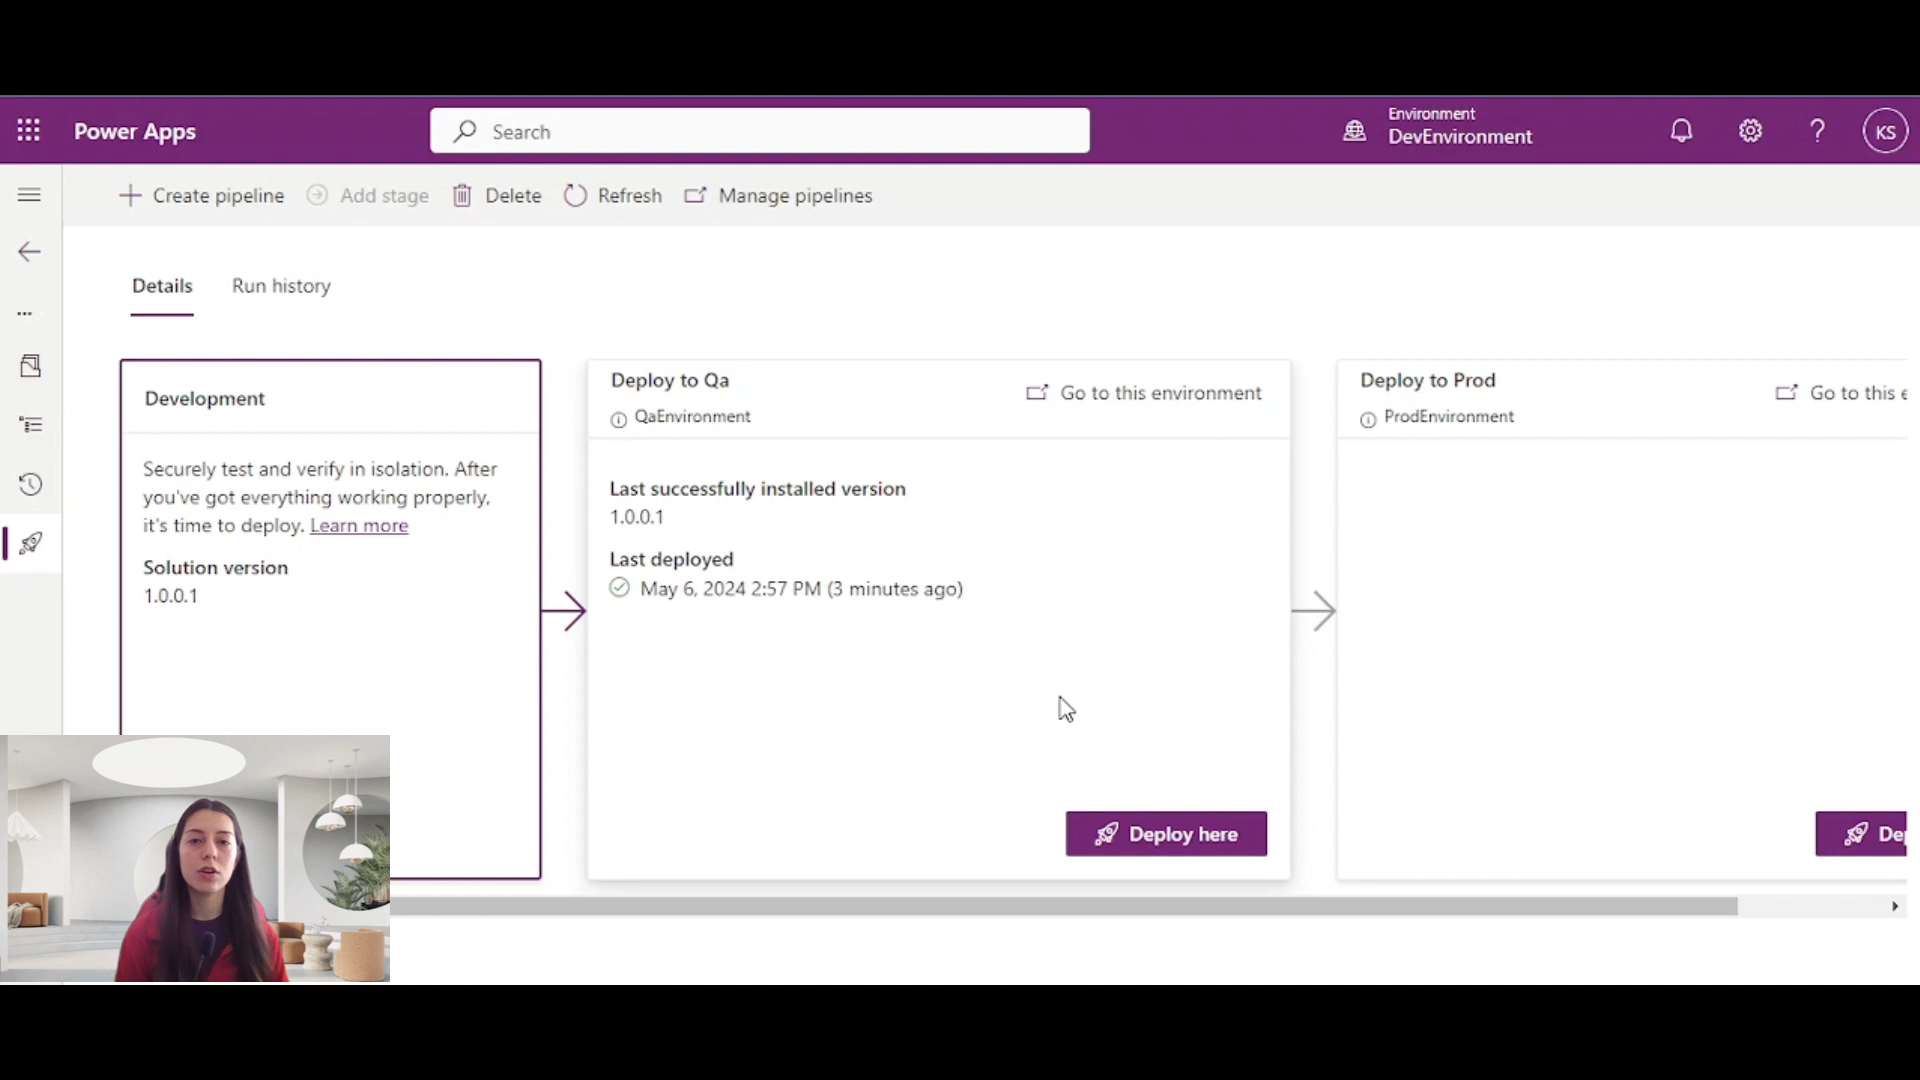 Power Apps
Search
Environment
DevEnvironment
?
KS
Create pipeline
Add stage
Delete
Refresh
Manage pipelines
...
Details
Run history
Development
Securely test and verify in isolation. After
you've got everything working properly,
it's time to deploy. Learn more
Solution version
1.0.0.1
Deploy to Qa
QaEnvironment
Go to this environment
Last successfully installed version
1.0.0.1
Last deployed
May 6, 2024 2:57 PM (3 minutes ago)
Deploy here
Deploy to Prod
ProdEnvironment
Go to this e
De